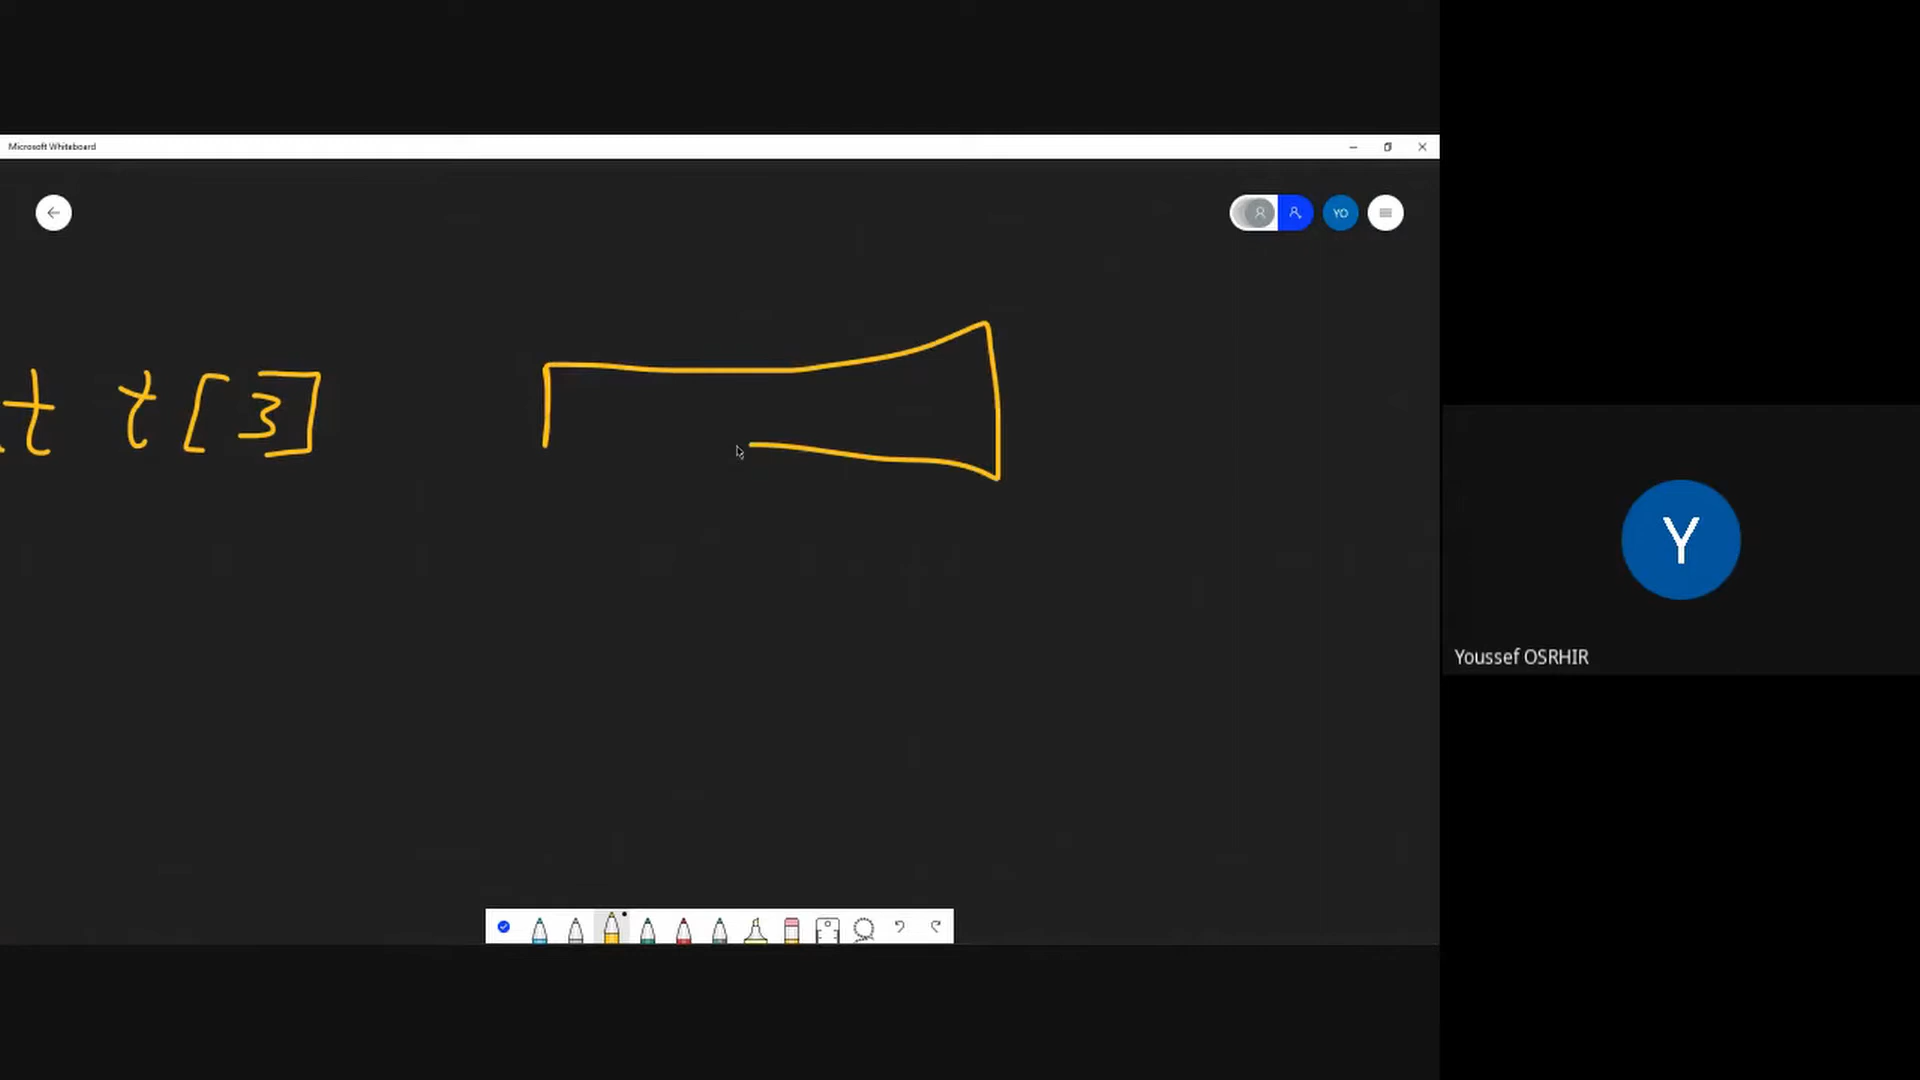 Microsoft Whiteboard
YO
t t[3]
Y
Youssef OSRHIR